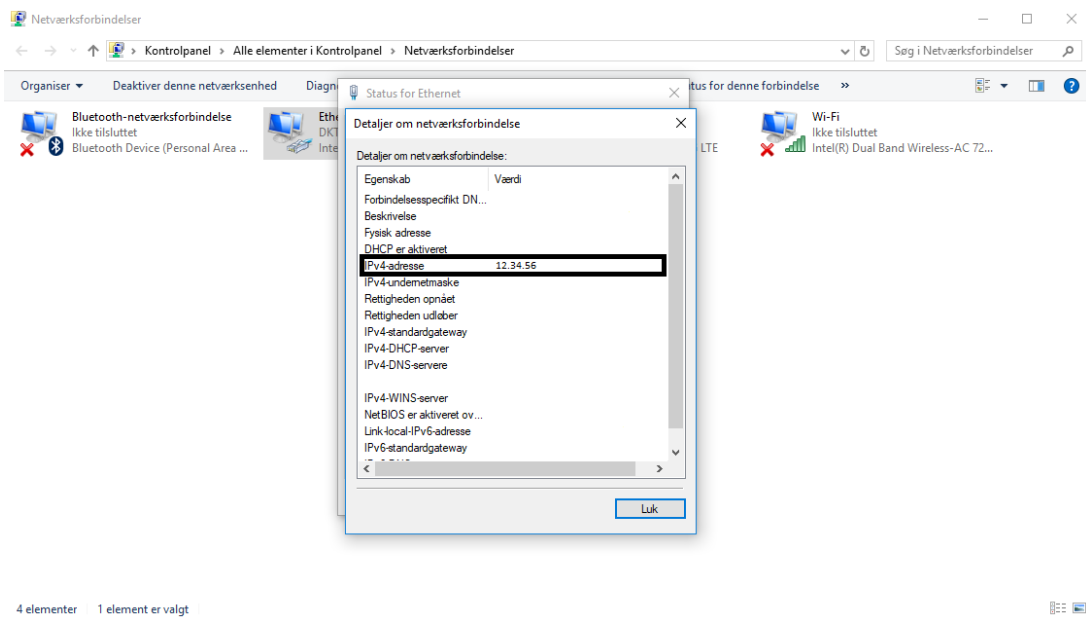 Netværksforbindelser
Kontrolpanel > Alle elementer i Kontrolpanel > Netværksforbindelser
Søg i Netværksforbindelser
Organiser
Deaktiver denne netværksenhed
Diagn
tus for denne forbindelse
»
Bluetooth-netværksforbindelse
Ikke tilsluttet
Bluetooth Device (Personal Area ...
Ethe
DKT
Inte
LTE
Wi-Fi
Ikke tilsluttet
Intel(R) Dual Band Wireless-AC 72...
Status for Ethernet
Detaljer om netværksforbindelse
Detaljer om netværksforbindelse:
Egenskab Værdi
Forbindelsesspecifikt DN...
Beskrivelse
Fysisk adresse
DHCP er aktiveret
IPv4-adresse 12.34.56
IPv4-undernetmaske
Rettigheden opnået
Rettigheden udløber
IPv4-standardgateway
IPv4-DHCP-server
IPv4-DNS-servere
IPv4-WINS-server
NetBIOS er aktiveret ov...
Link-local-IPv6-adresse
IPv6-standardgateway
Luk
4 elementer
1 element er valgt